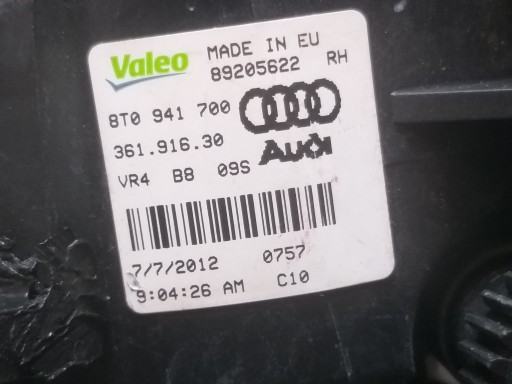 Valeo MADE IN EU
89205622 RH
8T0 941 700
361.916.30 Audi
VR4 B8 09S
7/7/2012 0757
9:04:26 AM C10